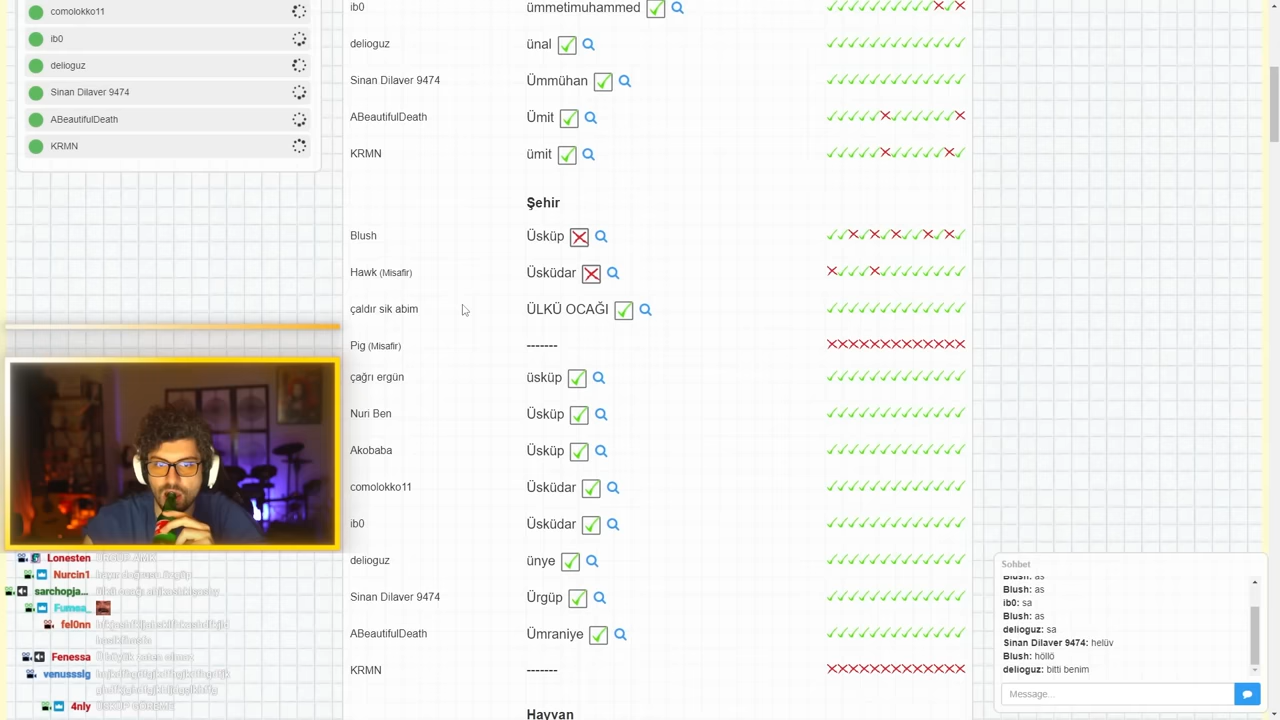 comolokko11
ib0
delioguz
Sinan Dilaver 9474
ABeautifulDeath
KRMN
ib0 ümmetimuhammed
delioguz ünal
Sinan Dilaver 9474 Ümmühan
ABeautifulDeath Ümit
KRMN ümit
Şehir
Blush Üsküp
Hawk (Misafir) Üsküdar
çaldır sik abim ÜLKÜ OCAĞI
Pig (Misafir) -------
çağrı ergün üsküp
Nuri Ben Üsküp
Akobaba Üsküp
comolokko11 Üsküdar
ib0 Üsküdar
delioguz ünye
Sinan Dilaver 9474 Ürgüp
ABeautifulDeath Ümraniye
KRMN -------
Hayvan
Lonesten
Nurcin1
sarchopja...
Fumea_
fel0nn
Fenessa
venussslg
4nly
Sohbet
Blush: as
Blush: as
ib0: sa
Blush: as
delioguz: sa
Sinan Dilaver 9474: helüv
Blush: höllö
delioguz: bitti benim
Message...